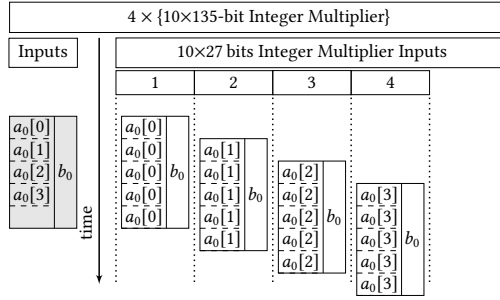 4 × {10×135-bit Integer Multiplier}
Inputs
10×27 bits Integer Multiplier Inputs
1 2 3 4
time
a₀[0]
a₀[1]
a₀[2]
a₀[3]
b₀
a₀[0]
a₀[0]
a₀[0]
a₀[0]
a₀[0]
b₀
a₀[1]
a₀[1]
a₀[1]
a₀[1]
a₀[1]
b₀
a₀[2]
a₀[2]
a₀[2]
a₀[2]
a₀[2]
b₀
a₀[3]
a₀[3]
a₀[3]
a₀[3]
a₀[3]
b₀